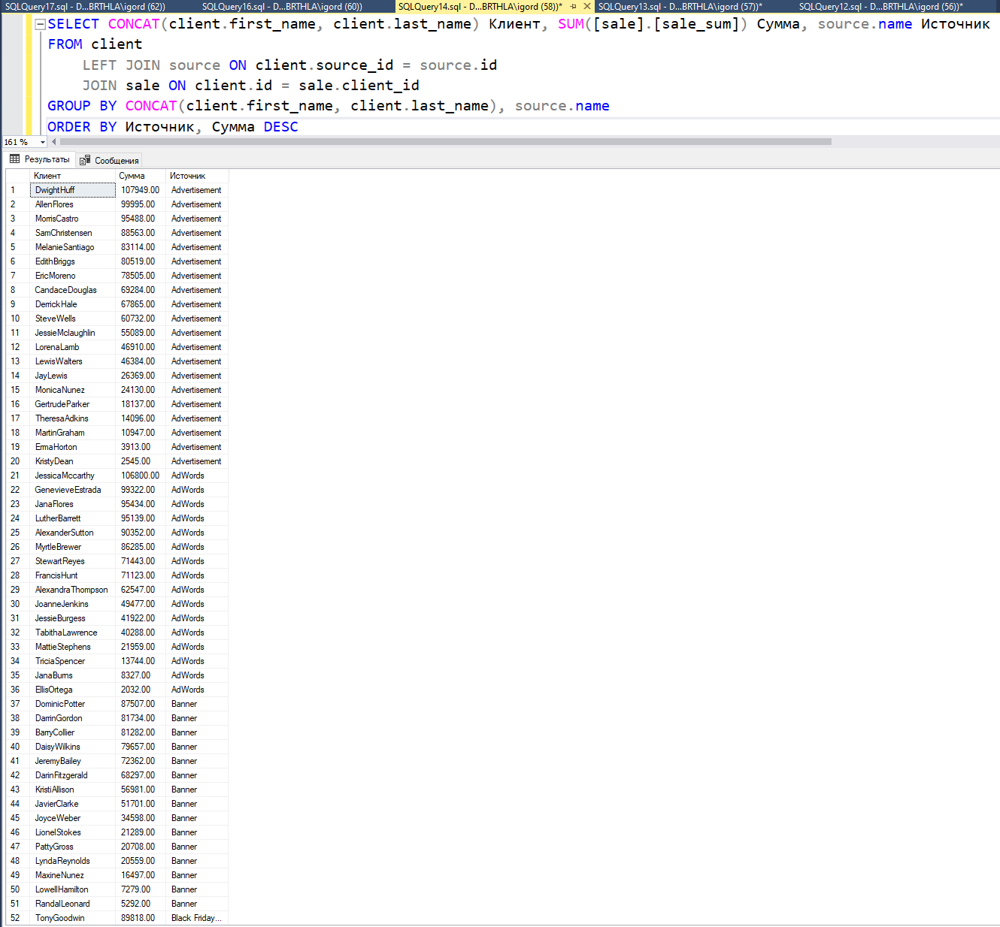 SQLQuery17.sql - D...BRTHLA\igord (62)) SQLQuery16.sql - D...BRTHLA\igord (60)) SQLQuery14.sql - D...BRTHLA\igord (58))* SQLQuery13.sql - D...BRTHLA\igord (57))* SQLQuery12.sql - D...BRTHLA\igord (56))*
SELECT CONCAT(client.first_name, client.last_name) Клиент, SUM([sale].[sale_sum]) Сумма, source.name Источник
FROM client
LEFT JOIN source ON client.source_id = source.id
JOIN sale ON client.id = sale.client_id
GROUP BY CONCAT(client.first_name, client.last_name), source.name
ORDER BY Источник, Сумма DESC
161 %
Результаты Сообщения
Клиент Сумма Источник
1 DwightHuff 107949.00 Advertisement
2 AllenFlores 99995.00 Advertisement
3 MorrisCastro 95488.00 Advertisement
4 SamChristensen 88563.00 Advertisement
5 MelanieSantiago 83114.00 Advertisement
6 EdithBriggs 80519.00 Advertisement
7 EricMoreno 78505.00 Advertisement
8 CandaceDouglas 69284.00 Advertisement
9 DerrickHale 67865.00 Advertisement
10 SteveWells 60732.00 Advertisement
11 JessieMclaughlin 55089.00 Advertisement
12 LorenaLamb 46910.00 Advertisement
13 LewisWalters 46384.00 Advertisement
14 JayLewis 26369.00 Advertisement
15 MonicaNunez 24130.00 Advertisement
16 GertrudeParker 18137.00 Advertisement
17 TheresaAdkins 14096.00 Advertisement
18 MartinGraham 10947.00 Advertisement
19 ErmaHorton 3913.00 Advertisement
20 KristyDean 2545.00 Advertisement
21 JessicaMccarthy 106800.00 AdWords
22 GenevieveEstrada 99322.00 AdWords
23 JanaFlores 95434.00 AdWords
24 LutherBarrett 95139.00 AdWords
25 AlexanderSutton 90352.00 AdWords
26 MyrtleBrewer 86285.00 AdWords
27 StewartReyes 71443.00 AdWords
28 FrancisHunt 71123.00 AdWords
29 AlexandraThompson 62547.00 AdWords
30 JoanneJenkins 49477.00 AdWords
31 JessieBurgess 41922.00 AdWords
32 TabithaLawrence 40288.00 AdWords
33 MattieStephens 21959.00 AdWords
34 TriciaSpencer 13744.00 AdWords
35 JanaBurns 8327.00 AdWords
36 EllisOrtega 2032.00 AdWords
37 DominicPotter 87507.00 Banner
38 DarrinGordon 81734.00 Banner
39 BarryCollier 81282.00 Banner
40 DaisyWilkins 79657.00 Banner
41 JeremyBailey 72362.00 Banner
42 DarinFitzgerald 68297.00 Banner
43 KristiAllison 56981.00 Banner
44 JavierClarke 51701.00 Banner
45 JoyceWeber 34598.00 Banner
46 LionelStokes 21289.00 Banner
47 PattyGross 20708.00 Banner
48 LyndaReynolds 20559.00 Banner
49 MaxineNunez 16497.00 Banner
50 LowellHamilton 7279.00 Banner
51 RandalLeonard 5292.00 Banner
52 TonyGoodwin 89818.00 Black Friday...